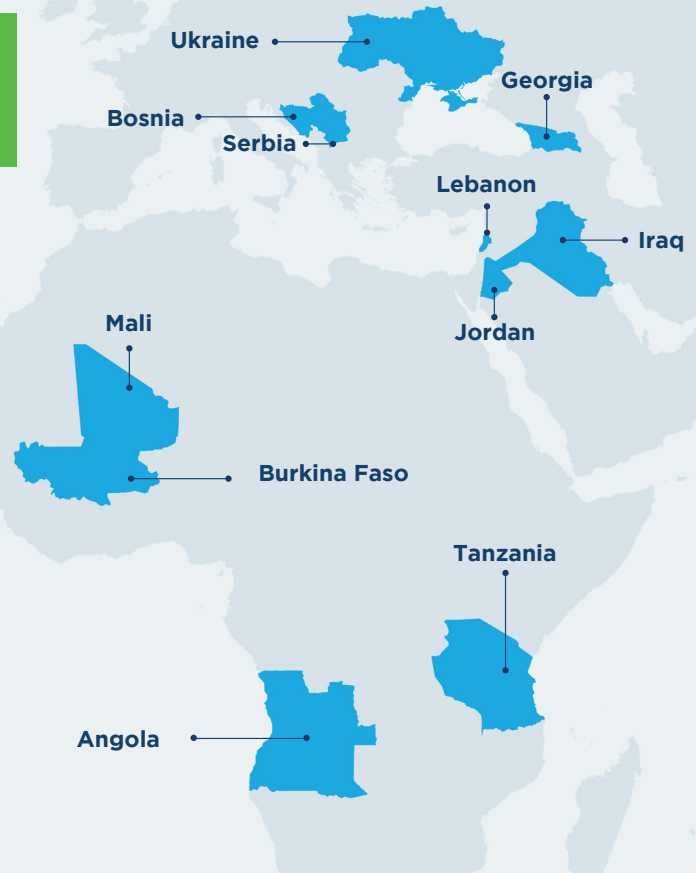 Ukraine
Georgia
Bosnia
Serbia
Lebanon
Iraq
Jordan
Mali
Burkina Faso
Tanzania
Angola